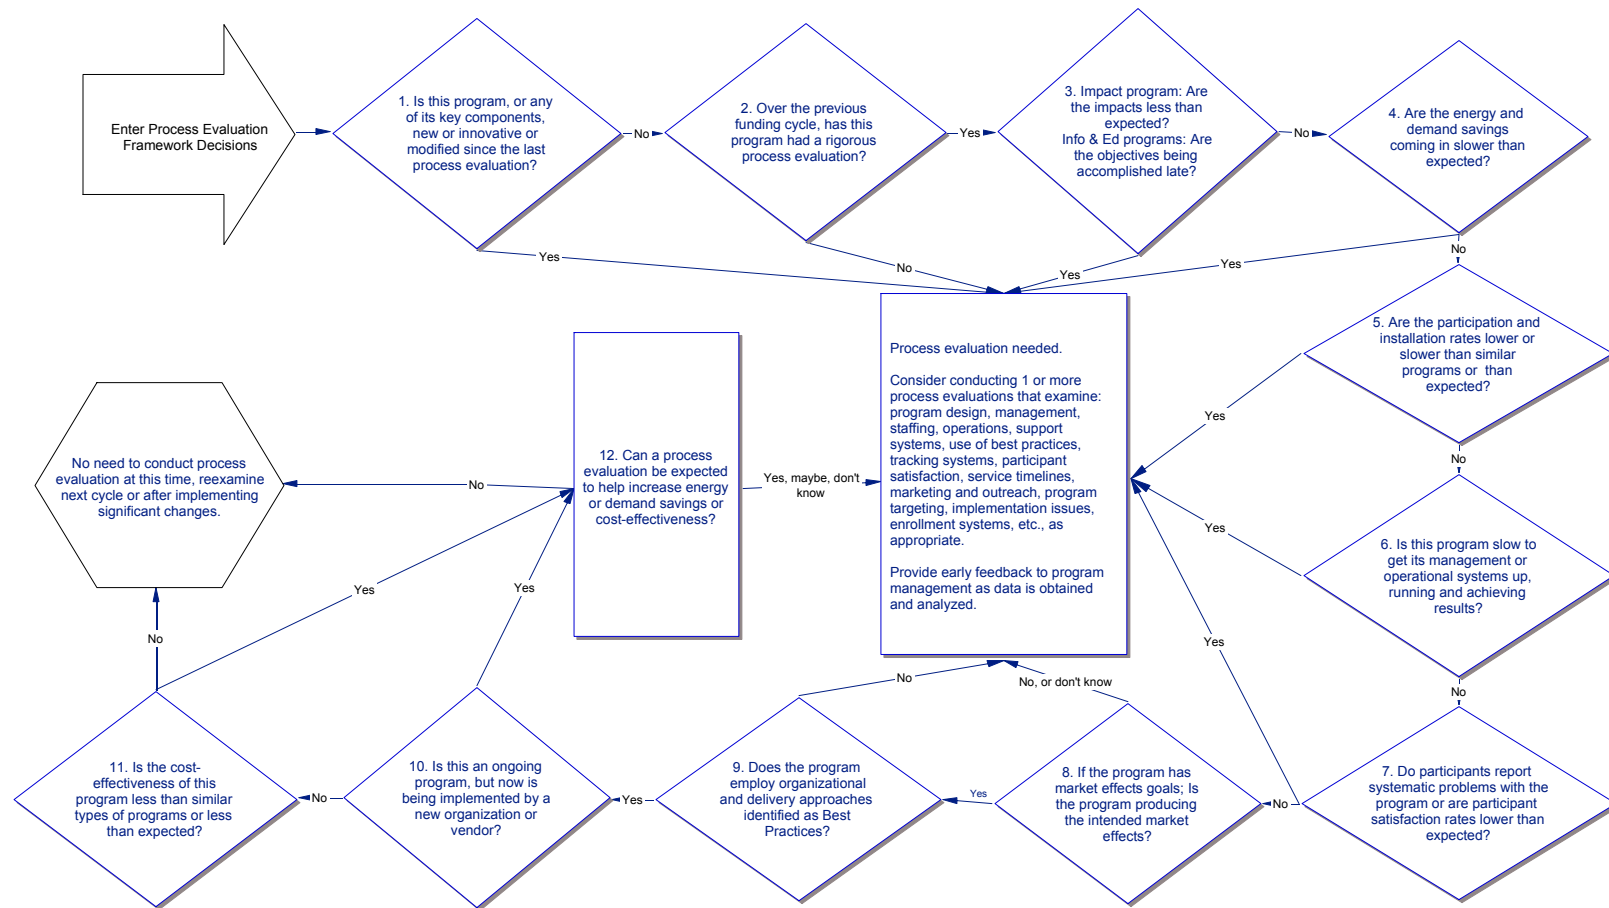 Enter Process Evaluation
Framework Decisions
1. Is this program, or any
of its key components,
new or innovative or
modified since the last
process evaluation?
No
2. Over the previous
funding cycle, has this
program had a rigorous
process evaluation?
Yes
3. Impact program: Are
the impacts less than
expected?
Info & Ed programs: Are
the objectives being
accomplished late?
No
4. Are the energy and
demand savings
coming in slower than
expected?
Yes
No
Yes
Yes
No
5. Are the participation and
installation rates lower or
slower than similar
programs or than
expected?
Yes
No
6. Is this program slow to
get its management or
operational systems up,
running and achieving
results?
Yes
No
7. Do participants report
systematic problems with the
program or are participant
satisfaction rates lower than
expected?
Yes
No
8. If the program has
market effects goals; Is
the program producing
the intended market
effects?
No, or don't know
Yes
9. Does the program
employ organizational
and delivery approaches
identified as Best
Practices?
No
Yes
10. Is this an ongoing
program, but now is
being implemented by a
new organization or
vendor?
Yes
No
11. Is the cost-
effectiveness of this
program less than similar
types of programs or less
than expected?
Yes
No
12. Can a process
evaluation be expected
to help increase energy
or demand savings or
cost-effectiveness?
No
Yes, maybe, don't
know
No need to conduct process
evaluation at this time, reexamine
next cycle or after implementing
significant changes.
Process evaluation needed.
Consider conducting 1 or more
process evaluations that examine:
program design, management,
staffing, operations, support
systems, use of best practices,
tracking systems, participant
satisfaction, service timelines,
marketing and outreach, program
targeting, implementation issues,
enrollment systems, etc., as
appropriate.
Provide early feedback to program
management as data is obtained
and analyzed.